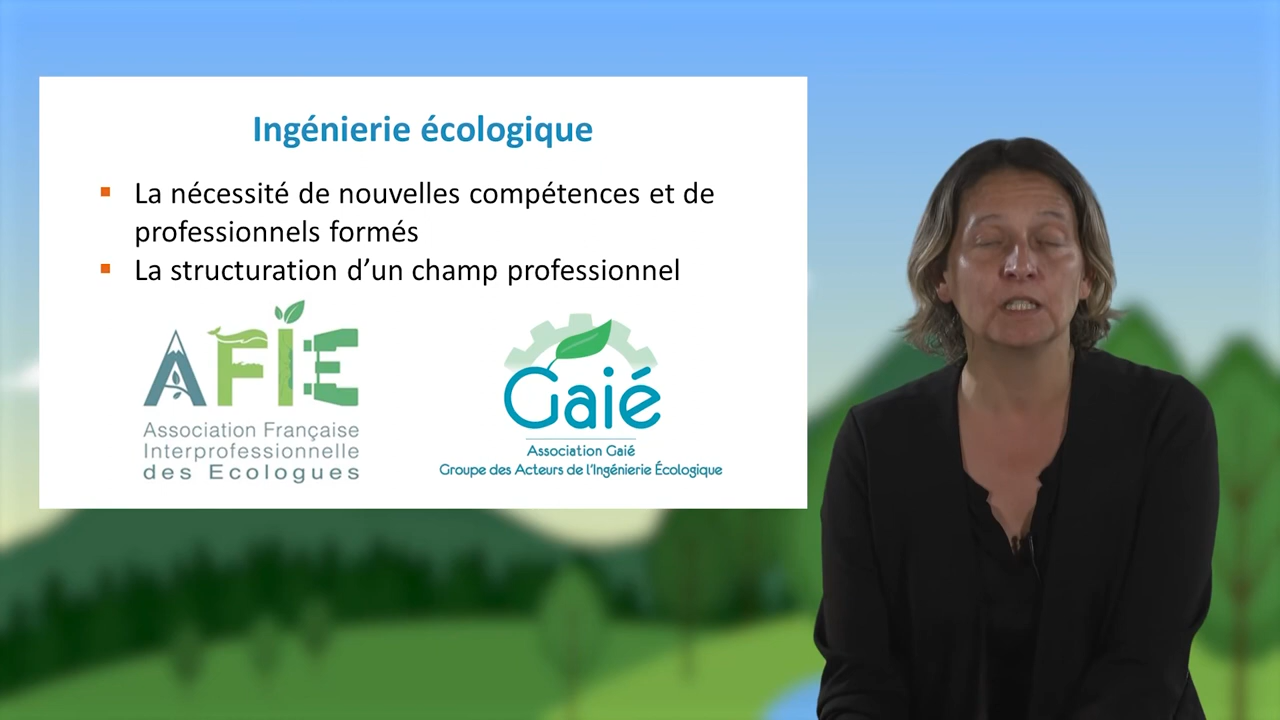 Ingénierie écologique
▪ La nécessité de nouvelles compétences et de
professionnels formés
▪ La structuration d’un champ professionnel
AFIE
Association Française
Interprofessionnelle
des Ecologues
Gaié
Association Gaié
Groupe des Acteurs de l'Ingénierie Écologique